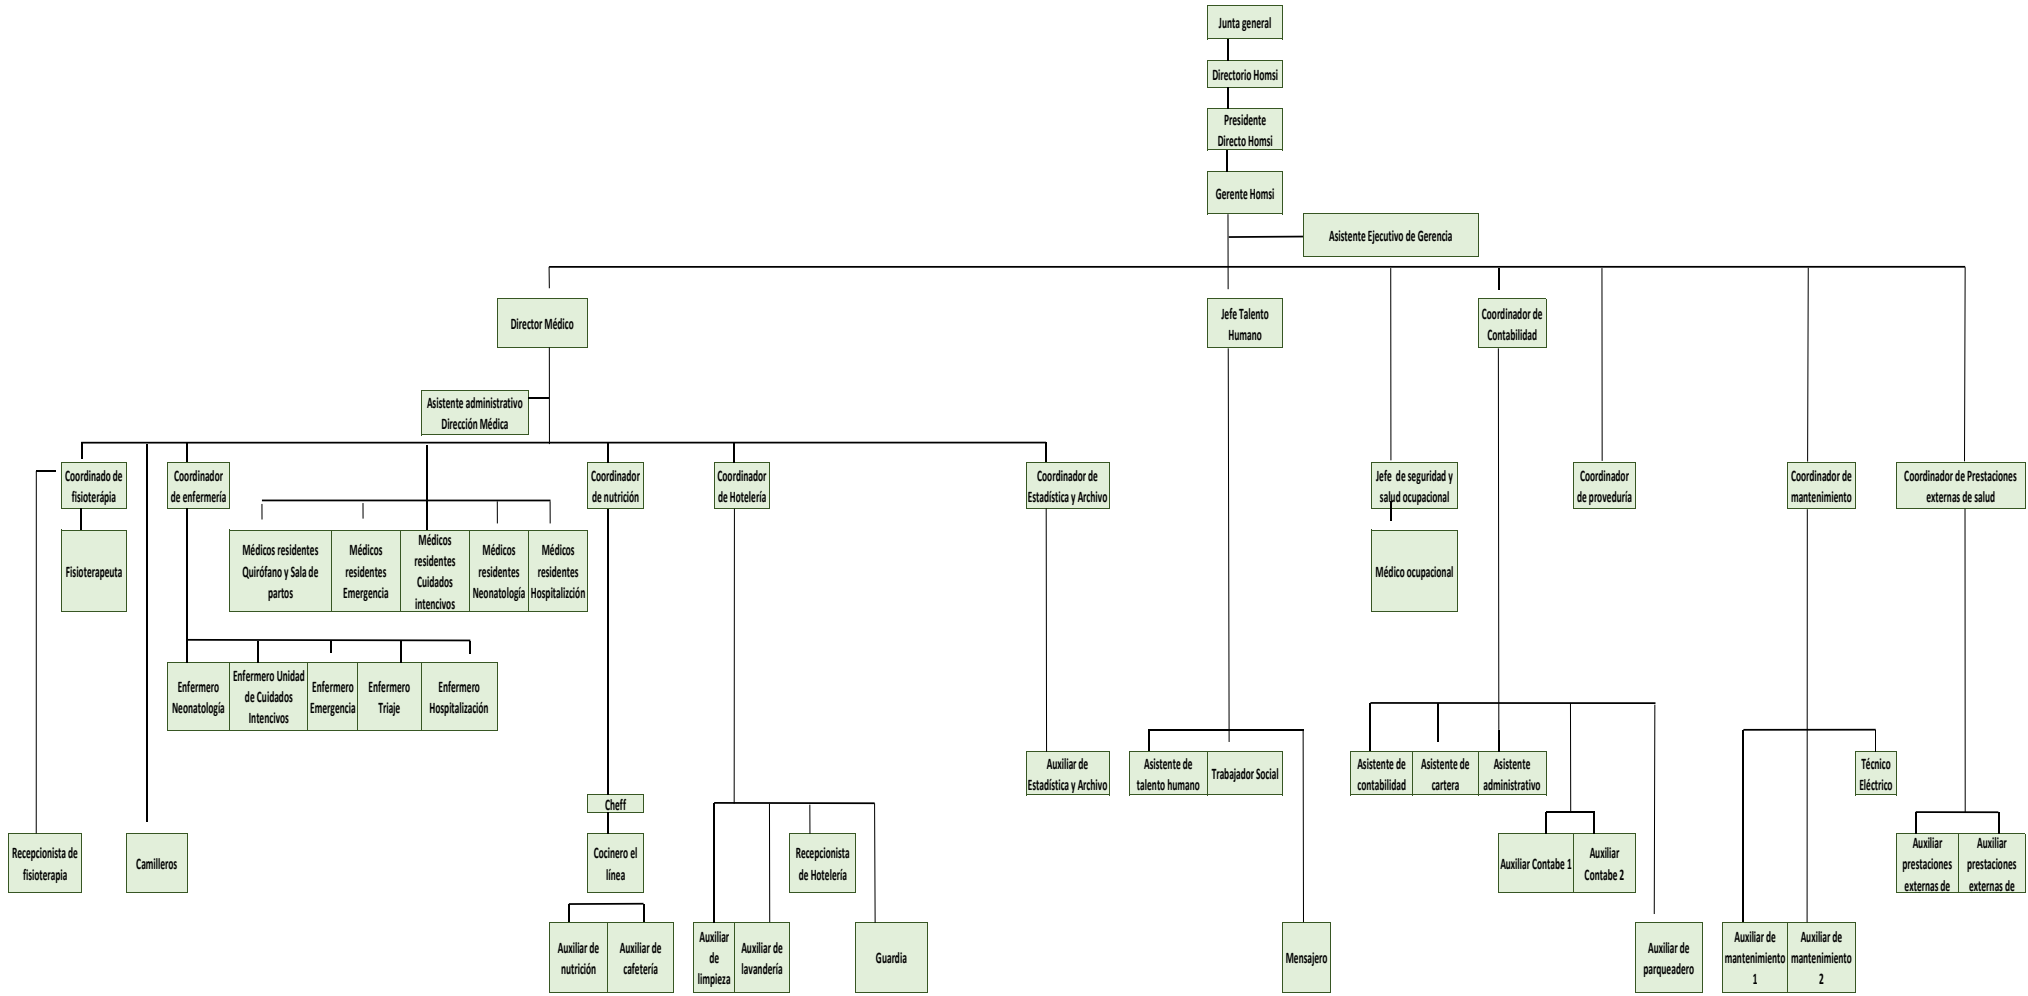 Junta general
Directorio Homsi
Presidente
Directo Homsi
Gerente Homsi
Asistente Ejecutivo de Gerencia
Director Médico
Jefe Talento
Humano
Coordinador de
Contabilidad
Asistente administrativo
Dirección Médica
Coordinado de
fisioterápia
Coordinador
de enfermería
Coordinador
de nutrición
Coordinador
de Hotelería
Coordinador de
Estadística y Archivo
Jefe de seguridad y
salud ocupacional
Coordinador
de proveduría
Coordinador de
mantenimiento
Coordinador de Prestaciones
externas de salud
Fisioterapeuta
Médicos residentes
Quirófano y Sala de
partos
Médicos
residentes
Emergencia
Médicos
residentes
Cuidados
intencivos
Médicos
residentes
Neonatología
Médicos
residentes
Hospitalizción
Médico ocupacional
Enfermero
Neonatología
Enfermero Unidad
de Cuidados
Intencivos
Enfermero
Emergencia
Enfermero
Triaje
Enfermero
Hospitalización
Auxiliar de
Estadística y Archivo
Asistente de
talento humano
Trabajador Social
Asistente de
contabilidad
Asistente de
cartera
Asistente
administrativo
Técnico
Eléctrico
Cheff
Recepcionista de
fisioterapia
Camilleros
Cocinero el
línea
Recepcionista
de Hotelería
Auxiliar Contabe 1
Auxiliar
Contabe 2
Auxiliar
prestaciones
externas de
Auxiliar
prestaciones
externas de
Auxiliar de
nutrición
Auxiliar de
cafetería
Auxiliar
de
limpieza
Auxiliar de
lavandería
Guardia
Mensajero
Auxiliar de
parqueadero
Auxiliar de
mantenimiento
1
Auxiliar de
mantenimiento
2